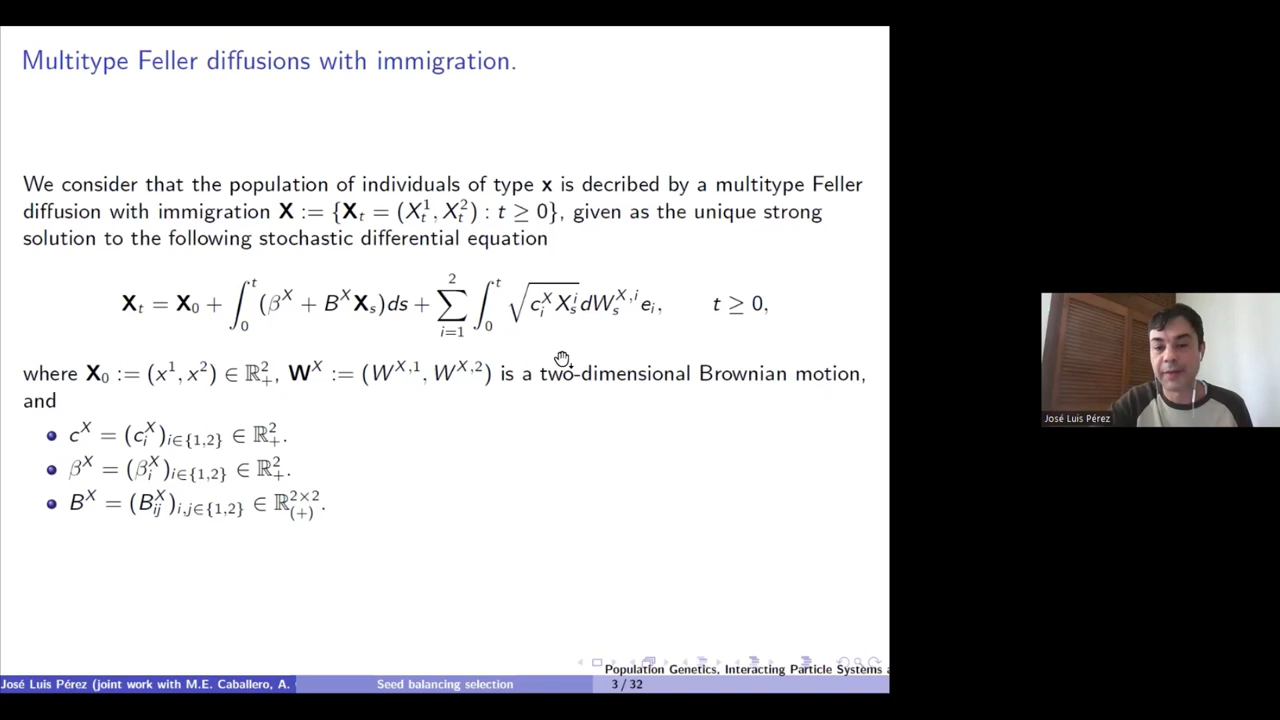 Multitype Feller diffusions with immigration.
We consider that the population of individuals of type x is decribed by a multitype Feller
diffusion with immigration X := {X_t = (X_t^1, X_t^2) : t ≥ 0}, given as the unique strong
solution to the following stochastic differential equation
X_t = X_0 + ∫_0^t (β^X + B^X X_s)ds + ∑_{i=1}^2 ∫_0^t √(c_i^X X_s^i) dW_s^{X,i} e_i, t ≥ 0,
where X_0 := (x^1, x^2) ∈ ℝ_+^2, W^X := (W^{X,1}, W^{X,2}) is a two-dimensional Brownian motion,
and
c^X = (c_i^X)_{i∈{1,2}} ∈ ℝ_+^2.
β^X = (β_i^X)_{i∈{1,2}} ∈ ℝ_+^2.
B^X = (B_{ij}^X)_{i,j∈{1,2}} ∈ ℝ_{(+)}^{2×2}.
José Luis Pérez
Population Genetics, Interacting Particle Systems a
José Luis Pérez (joint work with M.E. Caballero, A.
Seed balancing selection
3 / 32